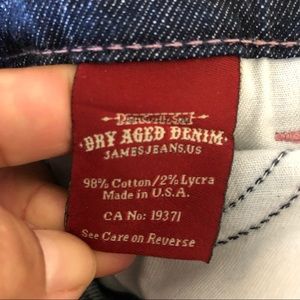 DRY AGED DENIM
JAMESJEANS.US
98% Cotton/2% Lycra
Made in U.S.A.
CA No: 19371
See Care on Reverse